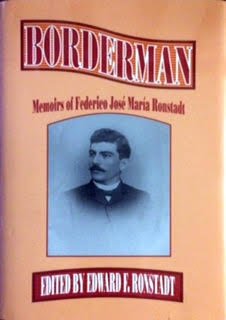 BORDERMAN
Memoirs of Federico José María Ronstadt
EDITED BY EDWARD F. RONSTADT